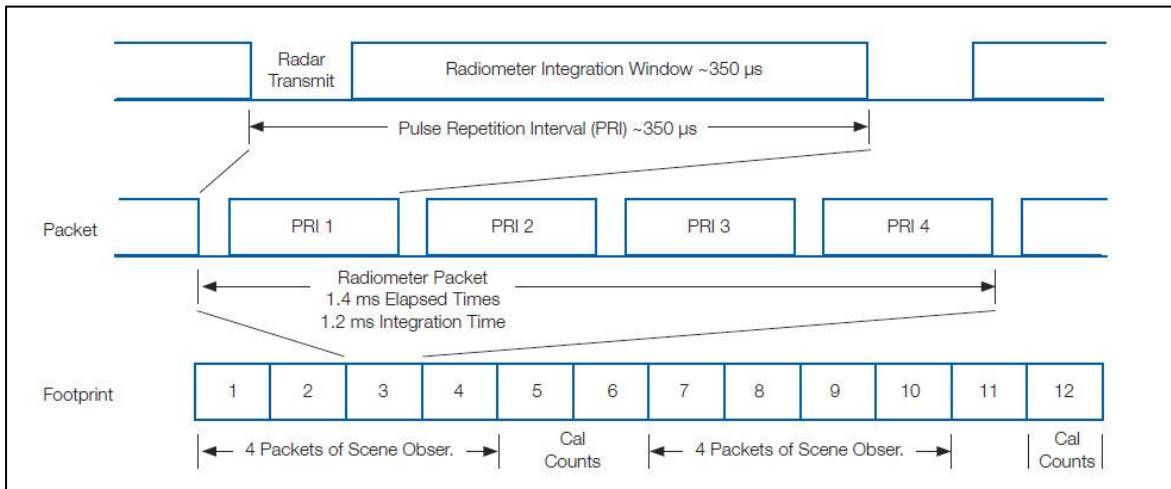 Radar
Transmit
Radiometer Integration Window ~350 µs
Pulse Repetition Interval (PRI) ~350 µs
Packet
PRI 1
PRI 2
PRI 3
PRI 4
Radiometer Packet
1.4 ms Elapsed Times
1.2 ms Integration Time
Footprint
1 2 3 4 5 6 7 8 9 10 11 12
4 Packets of Scene Obser.
Cal
Counts
4 Packets of Scene Obser.
Cal
Counts